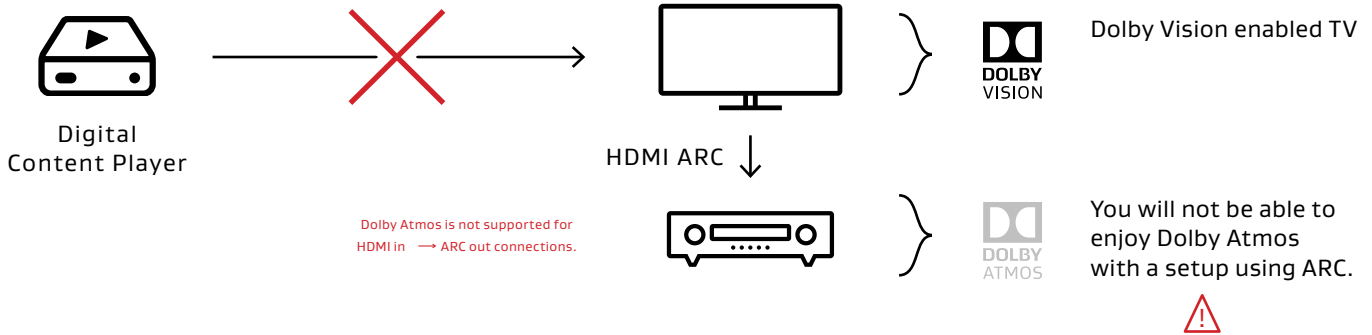 Digital
Content Player
DOLBY
VISION
Dolby Vision enabled TV
HDMI ARC
Dolby Atmos is not supported for
HDMI in → ARC out connections.
DOLBY
ATMOS
You will not be able to
enjoy Dolby Atmos
with a setup using ARC.
!